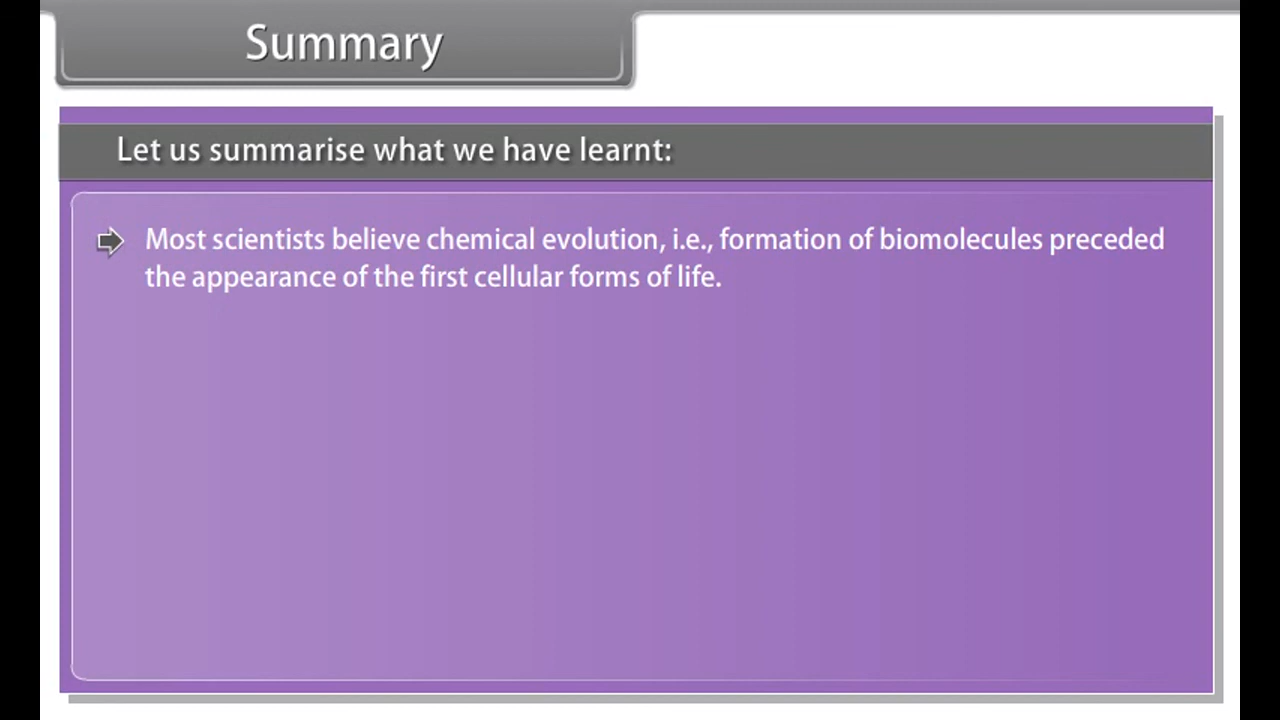 Summary
Let us summarise what we have learnt:
Most scientists believe chemical evolution, i.e., formation of biomolecules preceded
the appearance of the first cellular forms of life.